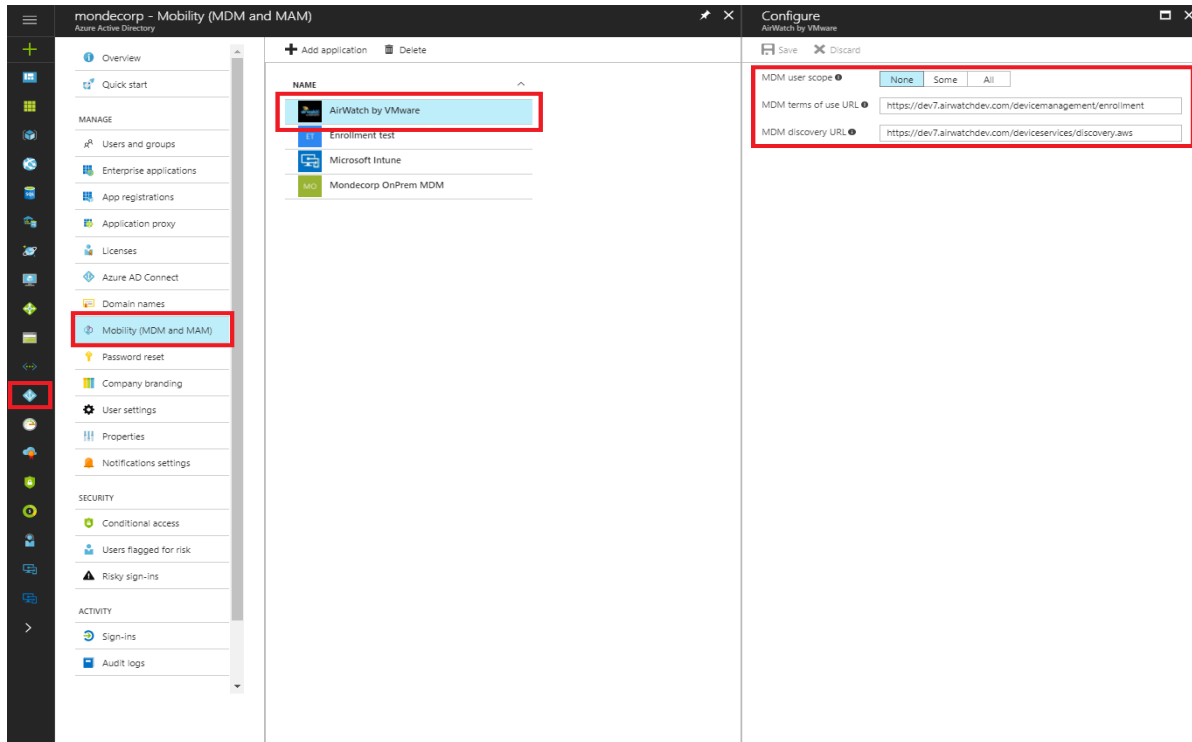 mondecorp - Mobility (MDM and MAM)
Azure Active Directory
Overview
Quick start
MANAGE
Users and groups
Enterprise applications
App registrations
Application proxy
Licenses
Azure AD Connect
Domain names
Mobility (MDM and MAM)
Password reset
Company branding
User settings
Properties
Notifications settings
SECURITY
Conditional access
Users flagged for risk
Risky sign-ins
ACTIVITY
Sign-ins
Audit logs
Add application Delete
NAME
AirWatch by VMware
ET Enrollment test
Microsoft Intune
MO Mondecorp OnPrem MDM
Configure
AirWatch by VMware
Save Discard
MDM user scope None Some All
MDM terms of use URL https://dev7.airwatchdev.com/devicemanagement/enrollment
MDM discovery URL https://dev7.airwatchdev.com/deviceservices/discovery.aws